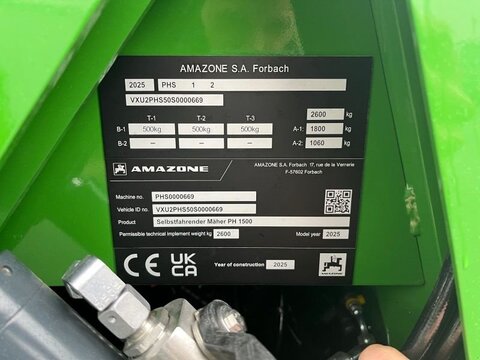 AMAZONE S.A. Forbach
2025 PHS 1 2
VXU2PHS50S0000669
2600 kg
T-1 T-2 T-3
B-1 500kg 500kg 500kg A-1: 1800 kg
B-2 – – – A-2: 1060 kg
AMAZONE
AMAZONE S.A. Forbach 17, rue de la Verrerie
F-57602 Forbach
Machine no. PHS0000669
Vehicle ID no. VXU2PHS50S0000669
Product Selbstfahrender Mäher PH 1500
Permissible technical implement weight kg 2600 Model year 2025
CE UK CA Year of construction 2025
AMAZONE